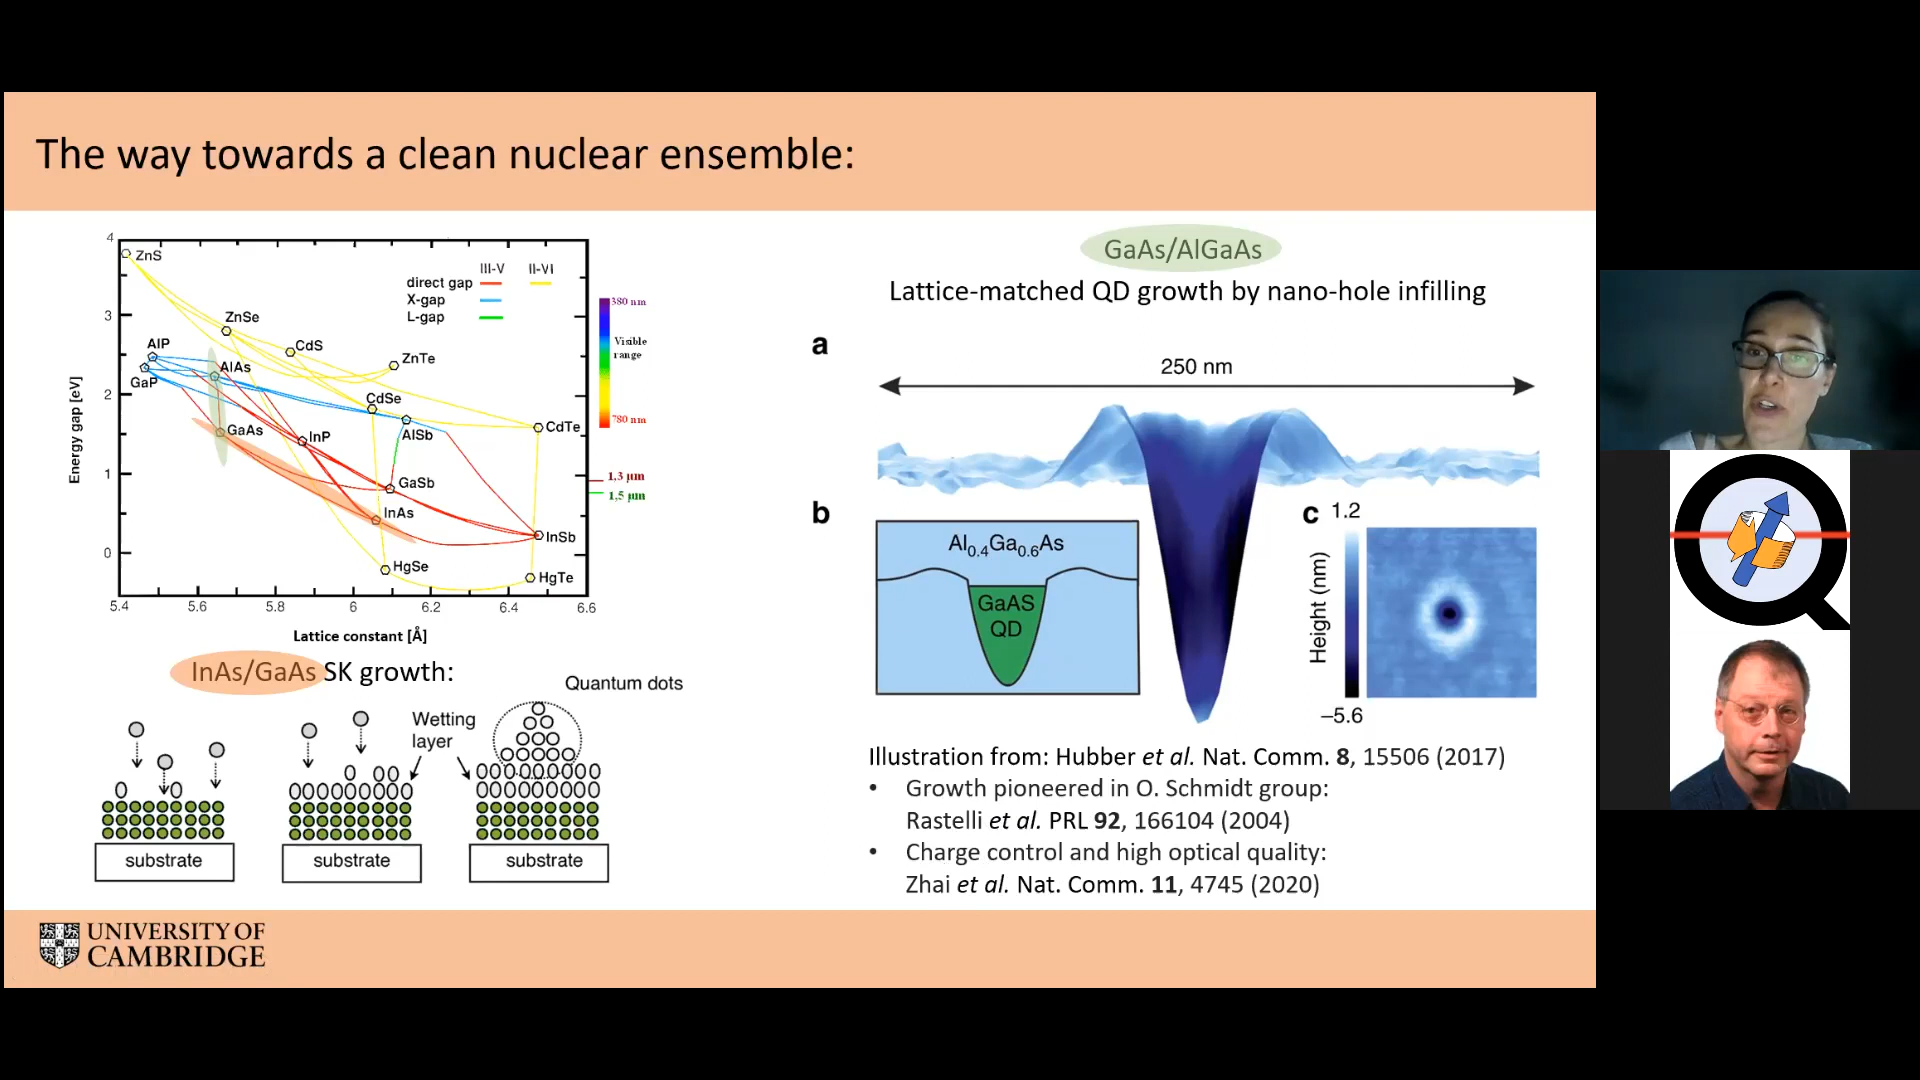 The way towards a clean nuclear ensemble:
4
3
2
1
0
Energy gap [eV]
5.4 5.6 5.8 6 6.2 6.4 6.6
Lattice constant [Å]
III-V II-VI
direct gap
X-gap
L-gap
ZnS
ZnSe
CdS
ZnTe
AlP
AlAs
GaP
CdSe
AlSb
CdTe
GaAs
InP
GaSb
InAs
InSb
HgSe
HgTe
380 nm
Visible
range
780 nm
1,3 µm
1,5 µm
InAs/GaAs SK growth:
Quantum dots
Wetting
layer
substrate
substrate
substrate
GaAs/AlGaAs
Lattice-matched QD growth by nano-hole infilling
a
250 nm
b
Al0.4Ga0.6As
GaAS
QD
c
1.2
Height (nm)
–5.6
Illustration from: Hubber et al. Nat. Comm. 8, 15506 (2017)
• Growth pioneered in O. Schmidt group:
Rastelli et al. PRL 92, 166104 (2004)
• Charge control and high optical quality:
Zhai et al. Nat. Comm. 11, 4745 (2020)
UNIVERSITY OF
CAMBRIDGE